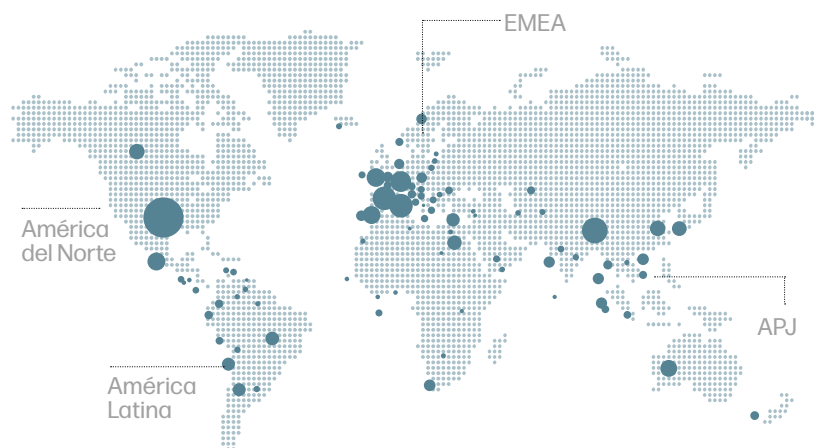 EMEA
América
del Norte
APJ
América
Latina